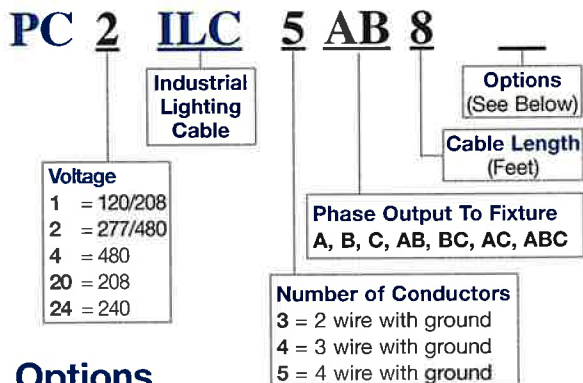 PC 2 ILC 5 AB 8 __
Industrial
Lighting
Cable
Options
(See Below)
Cable Length
(Feet)
Voltage
1 = 120/208
2 = 277/480
4 = 480
20 = 208
24 = 240
Phase Output To Fixture
A, B, C, AB, BC, AC, ABC
Number of Conductors
3 = 2 wire with ground
4 = 3 wire with ground
5 = 4 wire with ground
Options